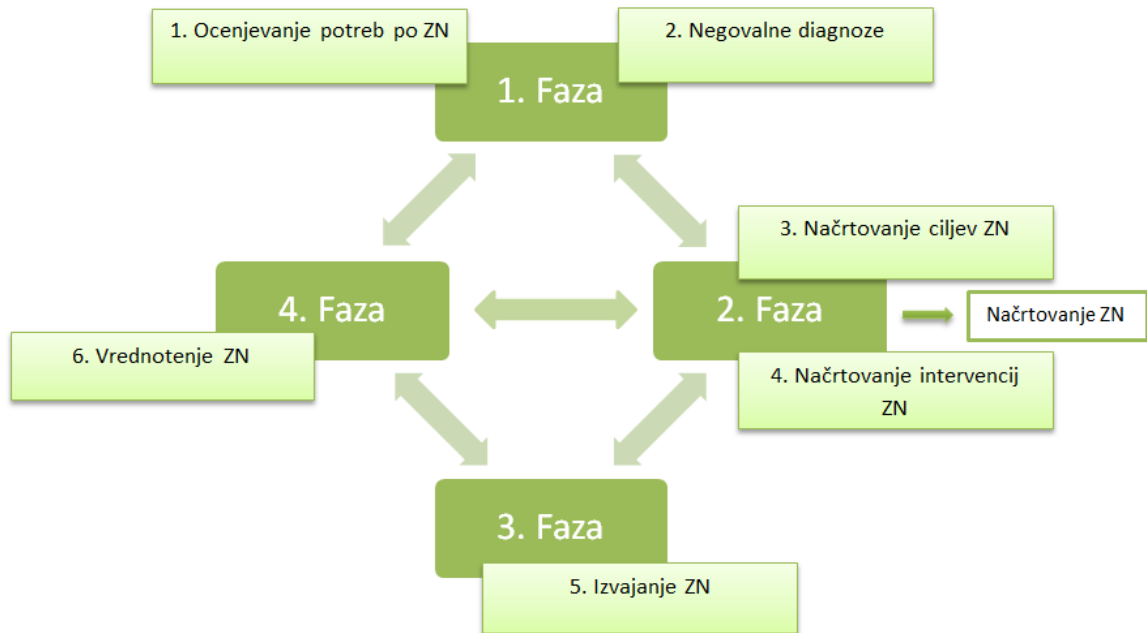 1. Ocenjevanje potreb po ZN
2. Negovalne diagnoze
1. Faza
3. Načrtovanje ciljev ZN
4. Faza
2. Faza
Načrtovanje ZN
6. Vrednotenje ZN
4. Načrtovanje intervencij
ZN
3. Faza
5. Izvajanje ZN